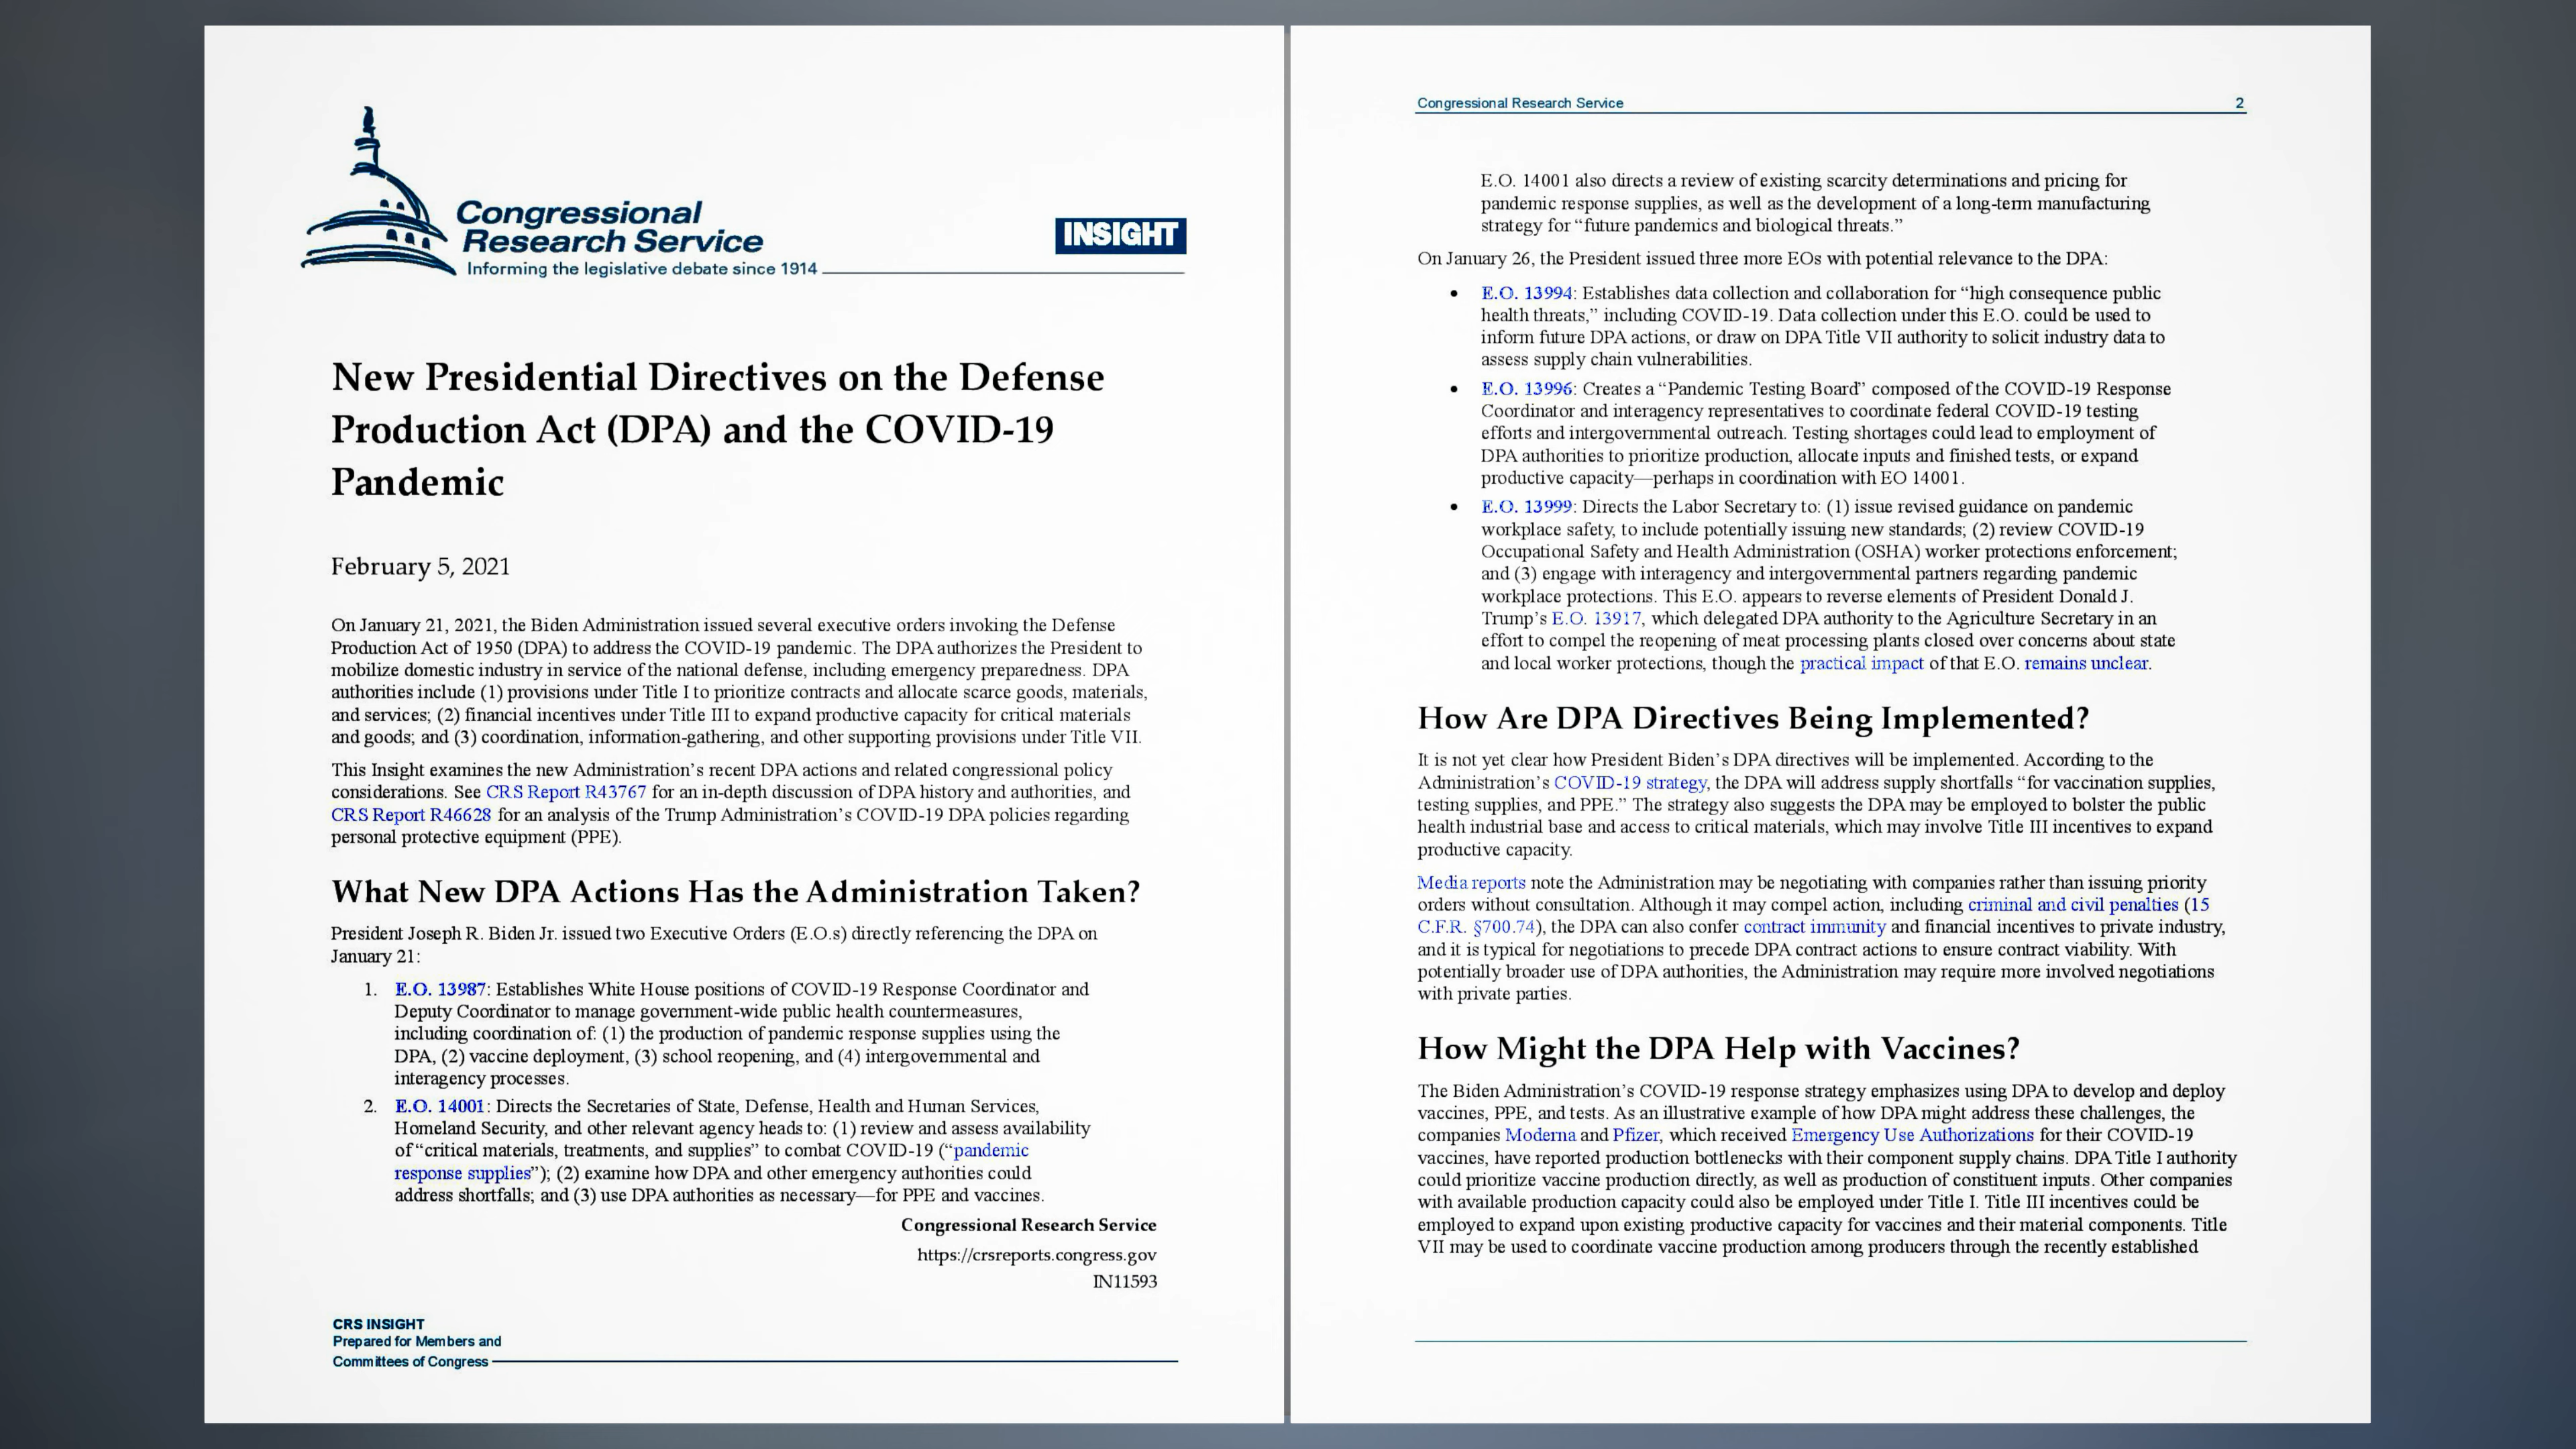 Congressional
Research Service
Informing the legislative debate since 1914
INSIGHT
New Presidential Directives on the Defense
Production Act (DPA) and the COVID-19
Pandemic
February 5, 2021
On January 21, 2021, the Biden Administration issued several executive orders invoking the Defense
Production Act of 1950 (DPA) to address the COVID-19 pandemic. The DPA authorizes the President to
mobilize domestic industry in service of the national defense, including emergency preparedness. DPA
authorities include (1) provisions under Title I to prioritize contracts and allocate scarce goods, materials,
and services; (2) financial incentives under Title III to expand productive capacity for critical materials
and goods; and (3) coordination, information-gathering, and other supporting provisions under Title VII.
This Insight examines the new Administration's recent DPA actions and related congressional policy
considerations. See CRS Report R43767 for an in-depth discussion of DPA history and authorities, and
CRS Report R46628 for an analysis of the Trump Administration's COVID-19 DPA policies regarding
personal protective equipment (PPE).
What New DPA Actions Has the Administration Taken?
President Joseph R. Biden Jr. issued two Executive Orders (E.O.s) directly referencing the DPA on
January 21:
1. E.O. 13987: Establishes White House positions of COVID-19 Response Coordinator and
Deputy Coordinator to manage government-wide public health countermeasures,
including coordination of: (1) the production of pandemic response supplies using the
DPA, (2) vaccine deployment, (3) school reopening, and (4) intergovernmental and
interagency processes.
2. E.O. 14001: Directs the Secretaries of State, Defense, Health and Human Services,
Homeland Security, and other relevant agency heads to: (1) review and assess availability
of "critical materials, treatments, and supplies" to combat COVID-19 ("pandemic
response supplies"); (2) examine how DPA and other emergency authorities could
address shortfalls; and (3) use DPA authorities as necessary—for PPE and vaccines.
Congressional Research Service
https://crsreports.congress.gov
IN11593
CRS INSIGHT
Prepared for Members and
Committees of Congress
Congressional Research Service 2
E.O. 14001 also directs a review of existing scarcity determinations and pricing for
pandemic response supplies, as well as the development of a long-term manufacturing
strategy for "future pandemics and biological threats."
On January 26, the President issued three more EOs with potential relevance to the DPA:
• E.O. 13994: Establishes data collection and collaboration for "high consequence public
health threats," including COVID-19. Data collection under this E.O. could be used to
inform future DPA actions, or draw on DPA Title VII authority to solicit industry data to
assess supply chain vulnerabilities.
• E.O. 13996: Creates a "Pandemic Testing Board" composed of the COVID-19 Response
Coordinator and interagency representatives to coordinate federal COVID-19 testing
efforts and intergovernmental outreach. Testing shortages could lead to employment of
DPA authorities to prioritize production, allocate inputs and finished tests, or expand
productive capacity—perhaps in coordination with EO 14001.
• E.O. 13999: Directs the Labor Secretary to: (1) issue revised guidance on pandemic
workplace safety, to include potentially issuing new standards; (2) review COVID-19
Occupational Safety and Health Administration (OSHA) worker protections enforcement;
and (3) engage with interagency and intergovernmental partners regarding pandemic
workplace protections. This E.O. appears to reverse elements of President Donald J.
Trump's E.O. 13917, which delegated DPA authority to the Agriculture Secretary in an
effort to compel the reopening of meat processing plants closed over concerns about state
and local worker protections, though the practical impact of that E.O. remains unclear.
How Are DPA Directives Being Implemented?
It is not yet clear how President Biden's DPA directives will be implemented. According to the
Administration's COVID-19 strategy, the DPA will address supply shortfalls "for vaccination supplies,
testing supplies, and PPE." The strategy also suggests the DPA may be employed to bolster the public
health industrial base and access to critical materials, which may involve Title III incentives to expand
productive capacity.
Media reports note the Administration may be negotiating with companies rather than issuing priority
orders without consultation. Although it may compel action, including criminal and civil penalties (15
C.F.R. §700.74), the DPA can also confer contract immunity and financial incentives to private industry,
and it is typical for negotiations to precede DPA contract actions to ensure contract viability. With
potentially broader use of DPA authorities, the Administration may require more involved negotiations
with private parties.
How Might the DPA Help with Vaccines?
The Biden Administration's COVID-19 response strategy emphasizes using DPA to develop and deploy
vaccines, PPE, and tests. As an illustrative example of how DPA might address these challenges, the
companies Moderna and Pfizer, which received Emergency Use Authorizations for their COVID-19
vaccines, have reported production bottlenecks with their component supply chains. DPA Title I authority
could prioritize vaccine production directly, as well as production of constituent inputs. Other companies
with available production capacity could also be employed under Title I. Title III incentives could be
employed to expand upon existing productive capacity for vaccines and their material components. Title
VII may be used to coordinate vaccine production among producers through the recently established